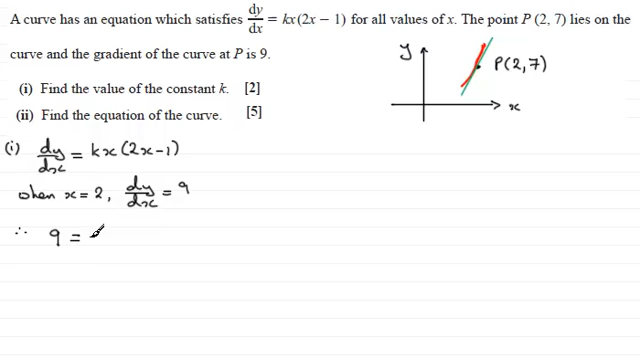 A curve has an equation which satisfies dy/dx = kx(2x − 1) for all values of x. The point P (2, 7) lies on the
curve and the gradient of the curve at P is 9.
(i) Find the value of the constant k. [2]
(ii) Find the equation of the curve. [5]
y
P(2,7)
x
(i) dy/dx = kx(2x-1)
when x=2, dy/dx = 9
∴ 9 =